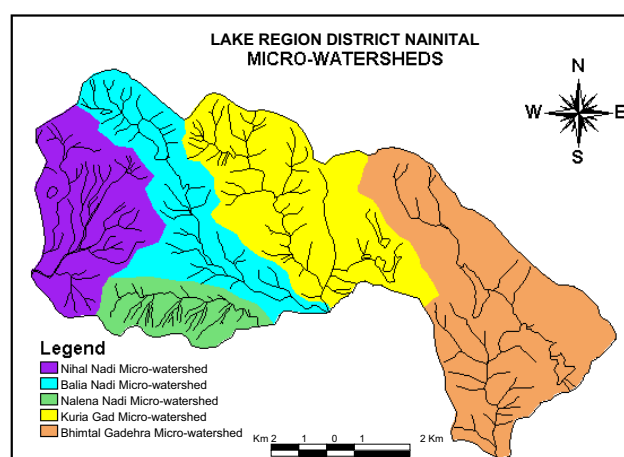 LAKE REGION DISTRICT NAINITAL
MICRO-WATERSHEDS
N
W E
S
Legend
Nihal Nadi Micro-watershed
Balia Nadi Micro-watershed
Nalena Nadi Micro-watershed
Kuria Gad Micro-watershed
Bhimtal Gadehra Micro-watershed
Km 2 1 0 1 2 Km